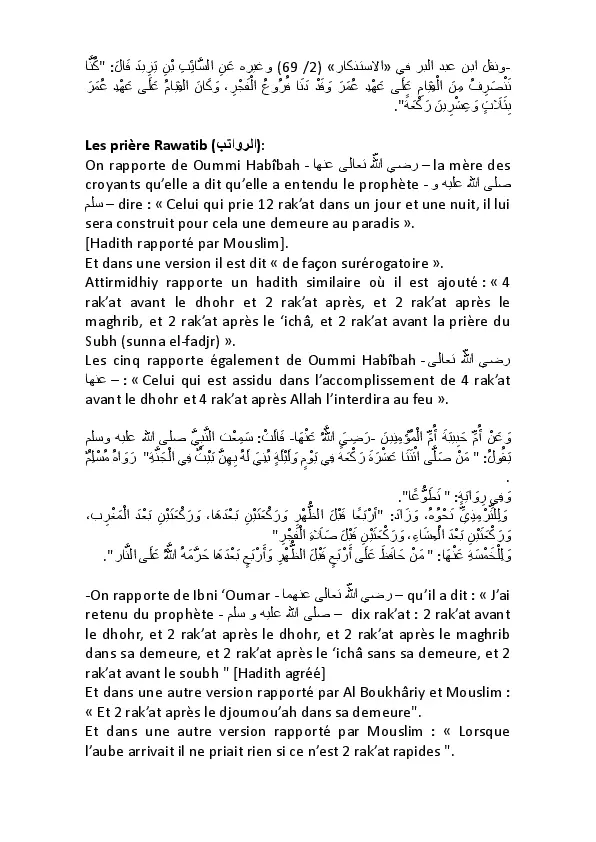 -ونقل ابن عبد البر في «الاستذكار» (2/ 69) وغيره عَنِ السَّائِبِ بْنِ يَزِيدَ قَالَ: "كُنَّا
نَنْصَرِفُ مِنَ الْقِيَامِ عَلَى عَهْدِ عُمَرَ وَقَدْ دَنَا فُرُوعُ الْفَجْرِ، وَكَانَ الْقِيَامُ عَلَى عَهْدِ عُمَرَ
بِثَلَاثٍ وَعِشْرِينَ رَكْعَةً".
Les prière Rawatib (الرواتب):
On rapporte de Oummi Habîbah - رضي الله تعالى عنها – la mère des
croyants qu’elle a dit qu’elle a entendu le prophète - صلى الله عليه و
سلم – dire : « Celui qui prie 12 rak’at dans un jour et une nuit, il lui
sera construit pour cela une demeure au paradis ».
[Hadith rapporté par Mouslim].
Et dans une version il est dit « de façon surérogatoire ».
Attirmidhiy rapporte un hadith similaire où il est ajouté : « 4
rak’at avant le dhohr et 2 rak’at après, et 2 rak’at après le
maghrib, et 2 rak’at après le ‘ichâ, et 2 rak’at avant la prière du
Subh (sunna el-fadjr) ».
Les cinq rapporte également de Oummi Habîbah - رضي الله تعالى
عنها – : « Celui qui est assidu dans l’accomplissement de 4 rak’at
avant le dhohr et 4 rak’at après Allah l’interdira au feu ».
وَعَنْ أُمِّ حَبِيبَةَ أُمِّ الْمُؤْمِنِينَ -رَضِيَ اللَّهُ عَنْهَا- قَالَتْ: سَمِعْتُ النَّبِيَّ صلى الله عليه وسلم
يَقُولُ: " مَنْ صَلَّى اثْنَتَا عَشْرَةَ رَكْعَةً فِي يَوْمٍ وَلَيْلَةٍ بُنِيَ لَهُ بِهِنَّ بَيْتٌ فِي الْجَنَّةِ" رَوَاهُ مُسْلِمٌ
.
وَفِي رِوَايَةٍ: " تَطَوُّعًا".
وَلِلتِّرْمِذِيِّ نَحْوُهُ، وَزَادَ: "أَرْبَعًا قَبْلَ الظُّهْرِ وَرَكْعَتَيْنِ بَعْدَهَا، وَرَكْعَتَيْنِ بَعْدَ الْمَغْرِبِ،
وَرَكْعَتَيْنِ بَعْدَ الْعِشَاءِ، وَرَكْعَتَيْنِ قَبْلَ صَلَاةِ الْفَجْرِ "
وَلِلْخَمْسَةِ عَنْهَا: " مَنْ حَافَظَ عَلَى أَرْبَعٍ قَبْلَ الظُّهْرِ وَأَرْبَعٍ بَعْدَهَا حَرَّمَهُ اللَّهُ عَلَى النَّارِ ".
-On rapporte de Ibni ‘Oumar - رضي الله تعالى عنهما – qu’il a dit : « J’ai
retenu du prophète - صلى الله عليه و سلم – dix rak’at : 2 rak’at avant
le dhohr, et 2 rak’at après le dhohr, et 2 rak’at après le maghrib
dans sa demeure, et 2 rak’at après le ‘ichâ sans sa demeure, et 2
rak’at avant le soubh " [Hadith agréé]
Et dans une autre version rapporté par Al Boukhâriy et Mouslim :
« Et 2 rak’at après le djoumou’ah dans sa demeure".
Et dans une autre version rapporté par Mouslim : « Lorsque
l’aube arrivait il ne priait rien si ce n’est 2 rak’at rapides ".